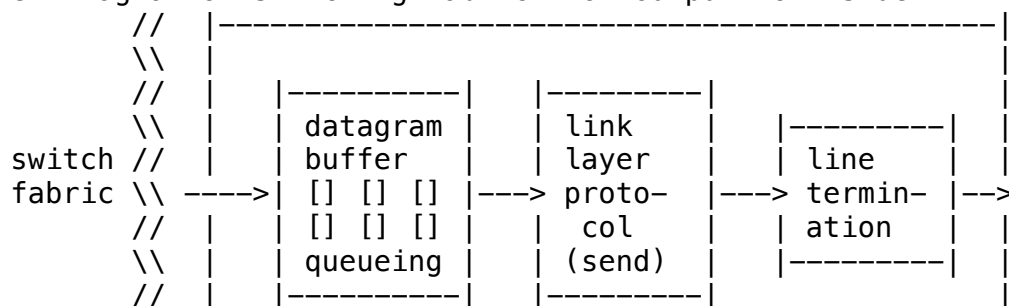 // |---------------------------------------------|
\\ | |
// | |----------| |---------| |
\\ | | datagram | | link | |---------| |
switch // | | buffer | | layer | | line | |
fabric \\ ---->| [] [] [] |---> proto- |---> termin- |-->
// | | [] [] [] | | col | | ation | |
\\ | | queueing | | (send) | |---------| |
// | |----------| |---------| |